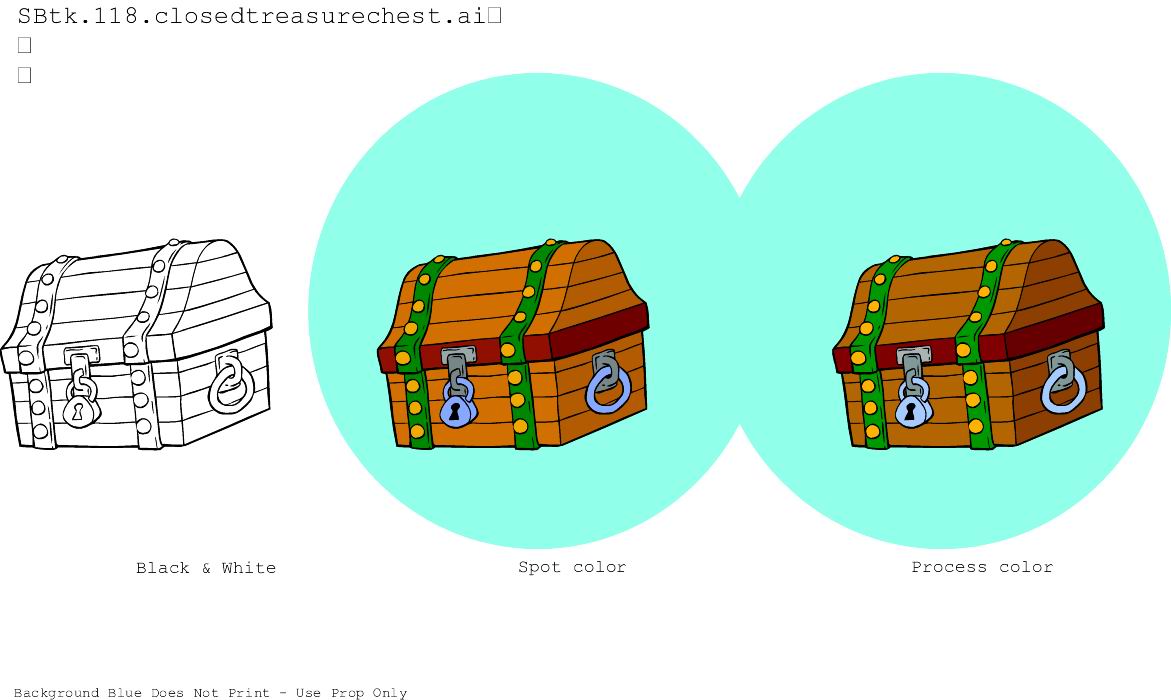 SBtk.118.closedtreasurechest.ai
Black & White
Spot color
Process color
Background Blue Does Not Print - Use Prop Only